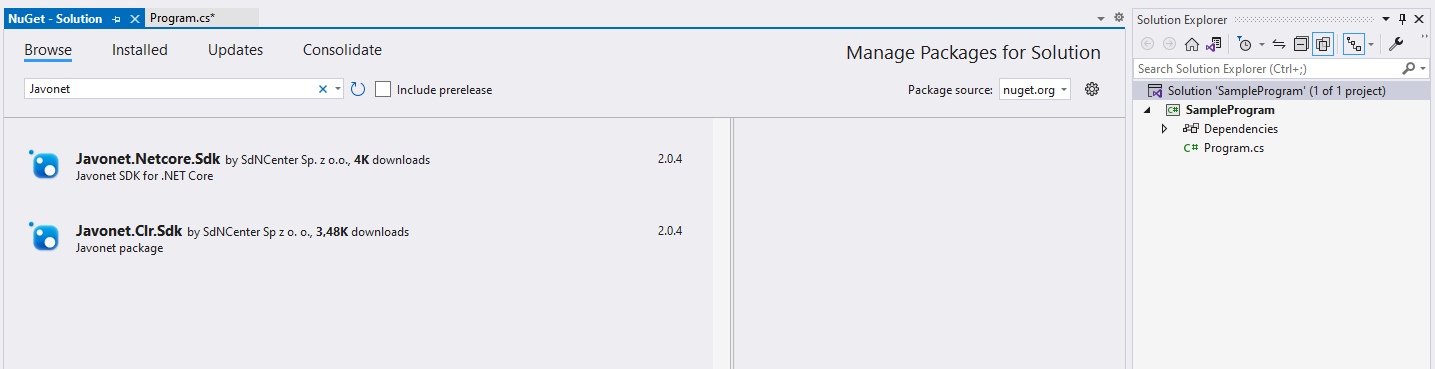 NuGet - Solution
Program.cs*
Browse
Installed
Updates
Consolidate
Manage Packages for Solution
Javonet
Include prerelease
Package source: nuget.org
Javonet.Netcore.Sdk by SdNCenter Sp. z o.o., 4K downloads
2.0.4
Javonet SDK for .NET Core
Javonet.Clr.Sdk by SdNCenter Sp z o. o., 3,48K downloads
2.0.4
Javonet package
Solution Explorer
Search Solution Explorer (Ctrl+;)
Solution 'SampleProgram' (1 of 1 project)
C# SampleProgram
Dependencies
C# Program.cs